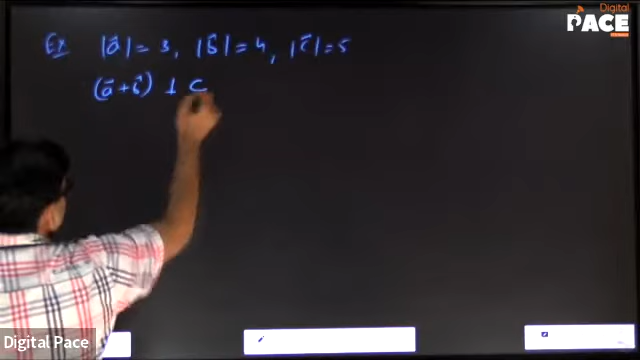 Digital
PACE
Ex |a⃗| = 3, |b⃗| = 4, |c⃗| = 5
(a⃗ + b⃗) ⊥ c
Digital Pace